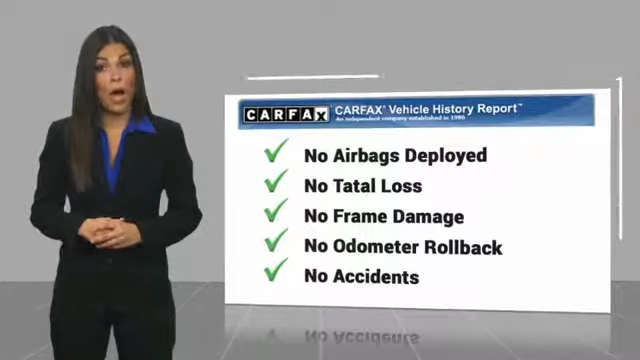 CARFAX CARFAX® Vehicle History Report™
An independent company established in 1986
No Airbags Deployed
No Tatal Loss
No Frame Damage
No Odometer Rollback
No Accidents